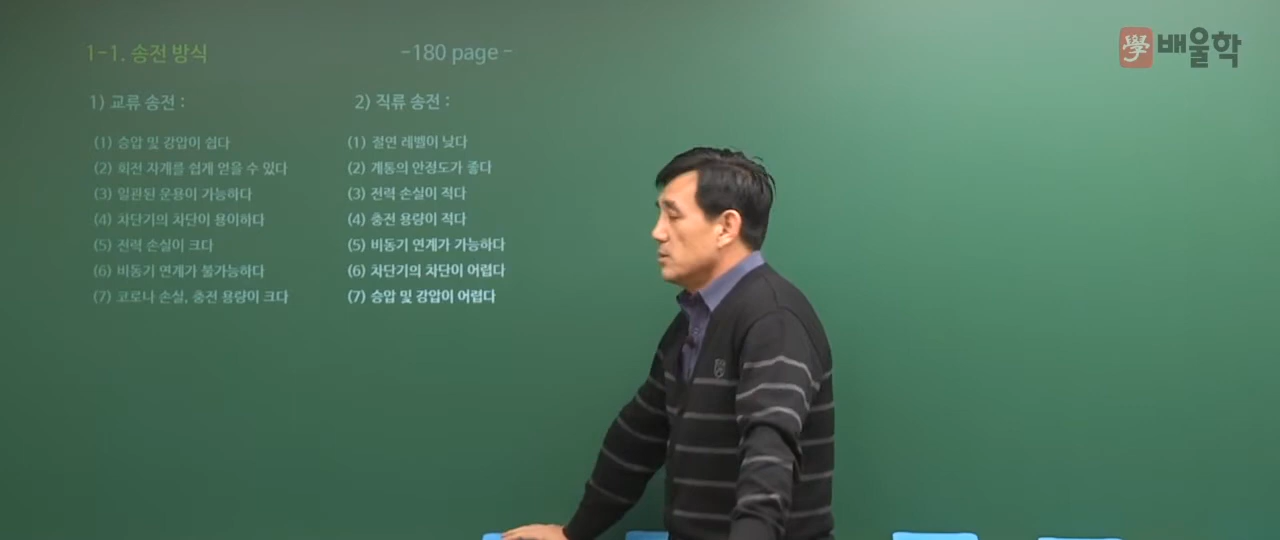 1-1. 송전 방식
-180 page-
1) 교류 송전 :
(1) 승압 및 강압이 쉽다
(2) 회전 자계를 쉽게 얻을 수 있다
(3) 일관된 운용이 가능하다
(4) 차단기의 차단이 용이하다
(5) 전력 손실이 크다
(6) 비동기 연계가 불가능하다
(7) 코로나 손실, 충전 용량이 크다
2) 직류 송전 :
(1) 절연 레벨이 낮다
(2) 계통의 안정도가 좋다
(3) 전력 손실이 적다
(4) 충전 용량이 적다
(5) 비동기 연계가 가능하다
(6) 차단기의 차단이 어렵다
(7) 승압 및 강압이 어렵다
學 배울학